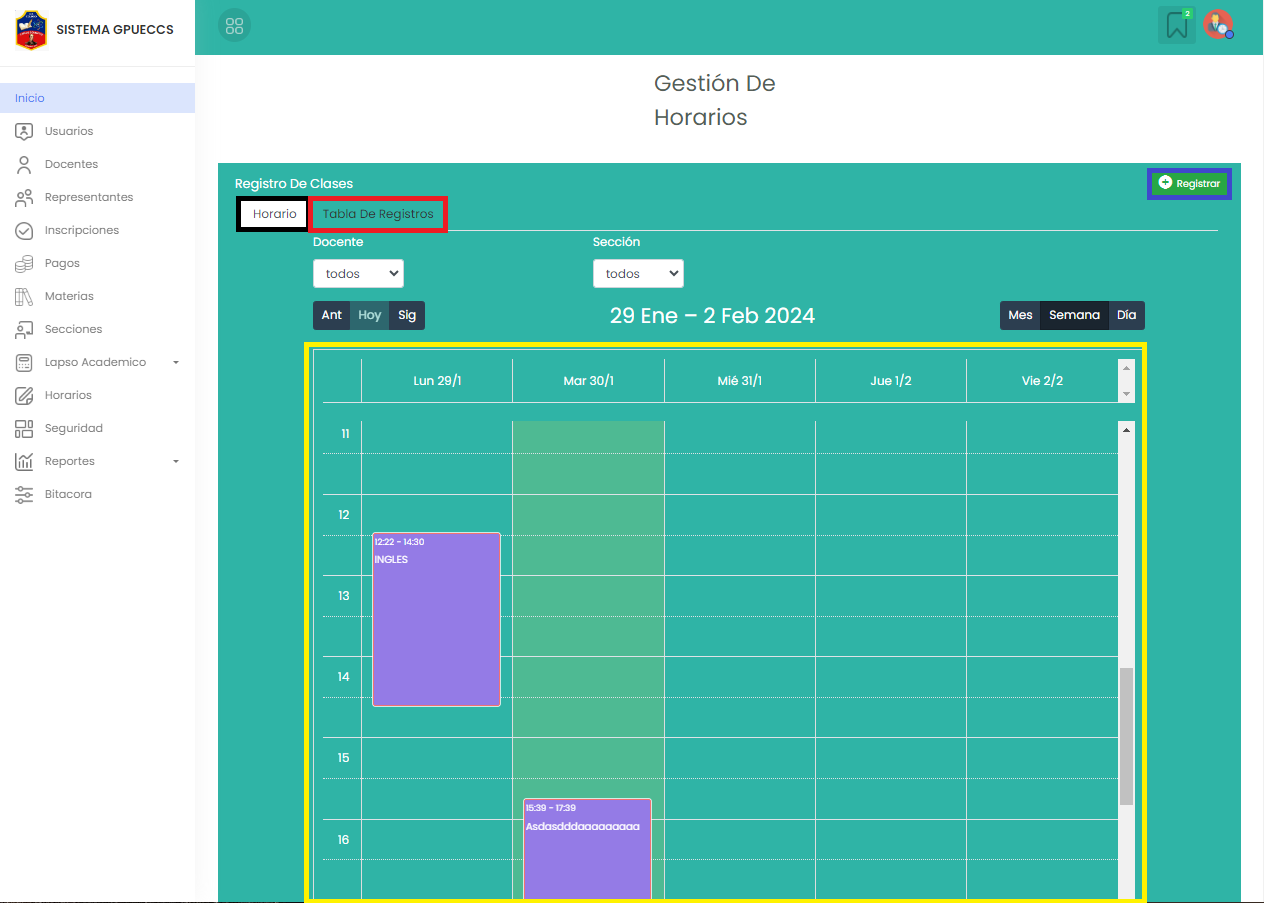 SISTEMA GPUECCS
2
Inicio
Usuarios
Docentes
Representantes
Inscripciones
Pagos
Materias
Secciones
Lapso Academico
Horarios
Seguridad
Reportes
Bitacora
Gestión De
Horarios
Registro De Clases
Registrar
Horario Tabla De Registros
Docente Sección
todos todos
Ant Hoy Sig 29 Ene – 2 Feb 2024 Mes Semana Día
Lun 29/1 Mar 30/1 Mié 31/1 Jue 1/2 Vie 2/2
11
12
12:22 - 14:30
INGLES
13
14
15
15:39 - 17:39
Asdasdddaaaaaaaaa
16